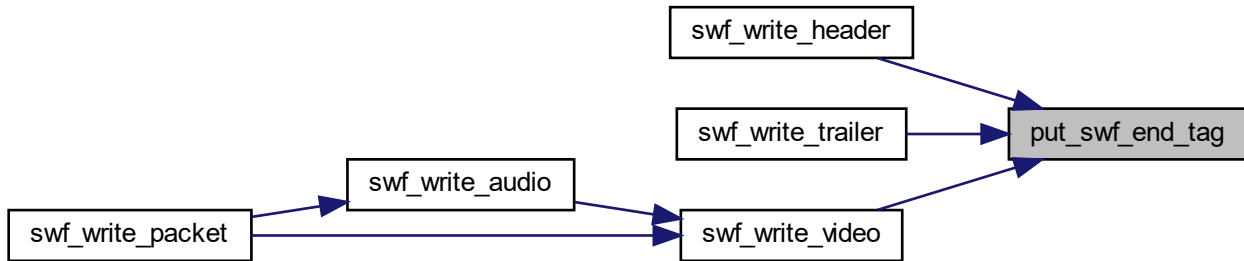 swf_write_header
swf_write_trailer
put_swf_end_tag
swf_write_audio
swf_write_packet
swf_write_video